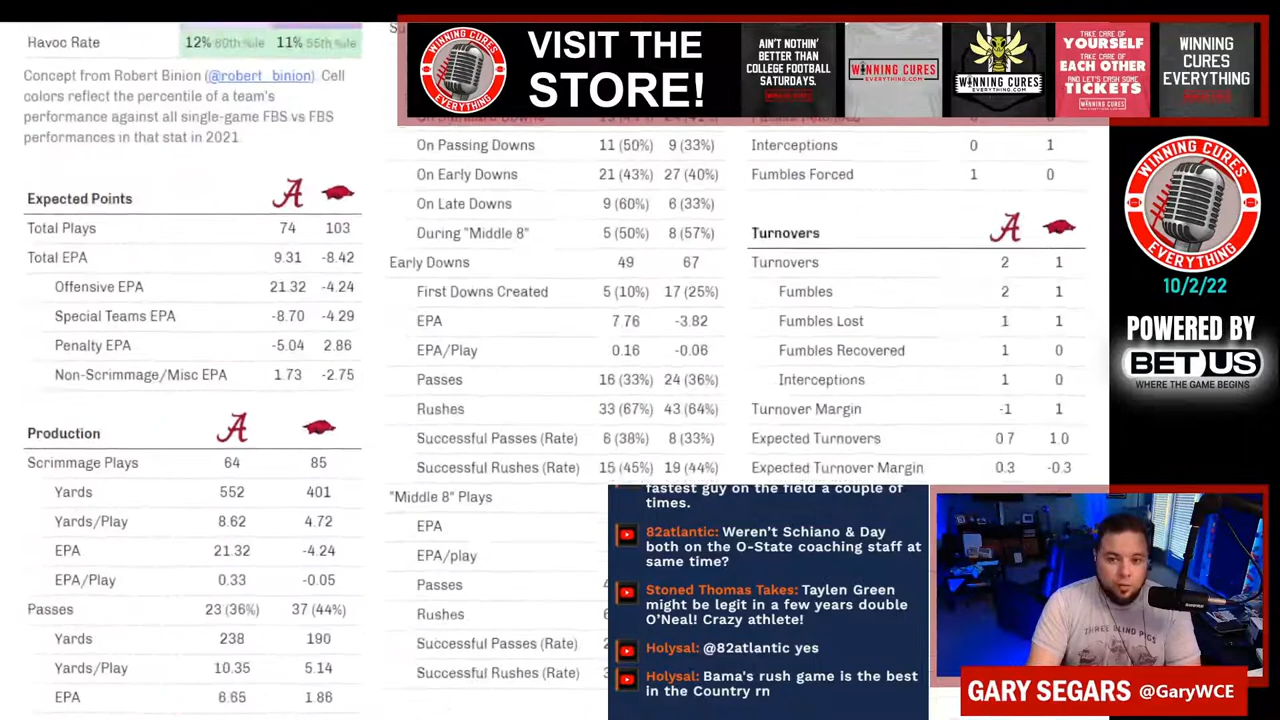 Havoc Rate 12% 60th%ile 11% 55th%ile
Concept from Robert Binion (@robert_binion). Cell
colors reflect the percentile of a team's
performance against all single-game FBS vs FBS
performances in that stat in 2021.
Expected Points
Total Plays 74 103
Total EPA 9.31 -8.42
Offensive EPA 21.32 -4.24
Special Teams EPA -8.70 -4.29
Penalty EPA -5.04 2.86
Non-Scrimmage/Misc EPA 1.73 -2.75
Production
Scrimmage Plays 64 85
Yards 552 401
Yards/Play 8.62 4.72
EPA 21.32 -4.24
EPA/Play 0.33 -0.05
Passes 23 (36%) 37 (44%)
Yards 238 190
Yards/Play 10.35 5.14
EPA 6.65 1.86
On Passing Downs 11 (50%) 9 (33%)
On Early Downs 21 (43%) 27 (40%)
On Late Downs 9 (60%) 6 (33%)
During "Middle 8" 5 (50%) 8 (57%)
Early Downs 49 67
First Downs Created 5 (10%) 17 (25%)
EPA 7.76 -3.82
EPA/Play 0.16 -0.06
Passes 16 (33%) 24 (36%)
Rushes 33 (67%) 43 (64%)
Successful Passes (Rate) 6 (38%) 8 (33%)
Successful Rushes (Rate) 15 (45%) 19 (44%)
"Middle 8" Plays
EPA
EPA/play
Passes
Rushes
Successful Passes (Rate)
Successful Rushes (Rate)
Interceptions 0 1
Fumbles Forced 1 0
Turnovers
Turnovers 2 1
Fumbles 2 1
Fumbles Lost 1 1
Fumbles Recovered 1 0
Interceptions 1 0
Turnover Margin -1 1
Expected Turnovers 0.7 1.0
Expected Turnover Margin 0.3 -0.3
WINNING CURES
EVERYTHING
VISIT THE
STORE!
AIN'T NOTHIN'
BETTER THAN
COLLEGE FOOTBALL
SATURDAYS.
WINNING CURES
WINNING CURES
EVERYTHING
TAKE CARE OF
YOURSELF
TAKE CARE OF
EACH OTHER
AND LET'S CASH SOME
TICKETS
WINNING
CURES
EVERYTHING
WINNING CURES
EVERYTHING
10/2/22
POWERED BY
BETUS
WHERE THE GAME BEGINS
fastest guy on the field a couple of
times.
82atlantic: Weren't Schiano & Day
both on the O-State coaching staff at
same time?
Stoned Thomas Takes: Taylen Green
might be legit in a few years double
O'Neal! Crazy athlete!
Holysal: @82atlantic yes
Holysal: Bama's rush game is the best
in the Country rn
THREE BLIND PIGS
GARY SEGARS @GaryWCE